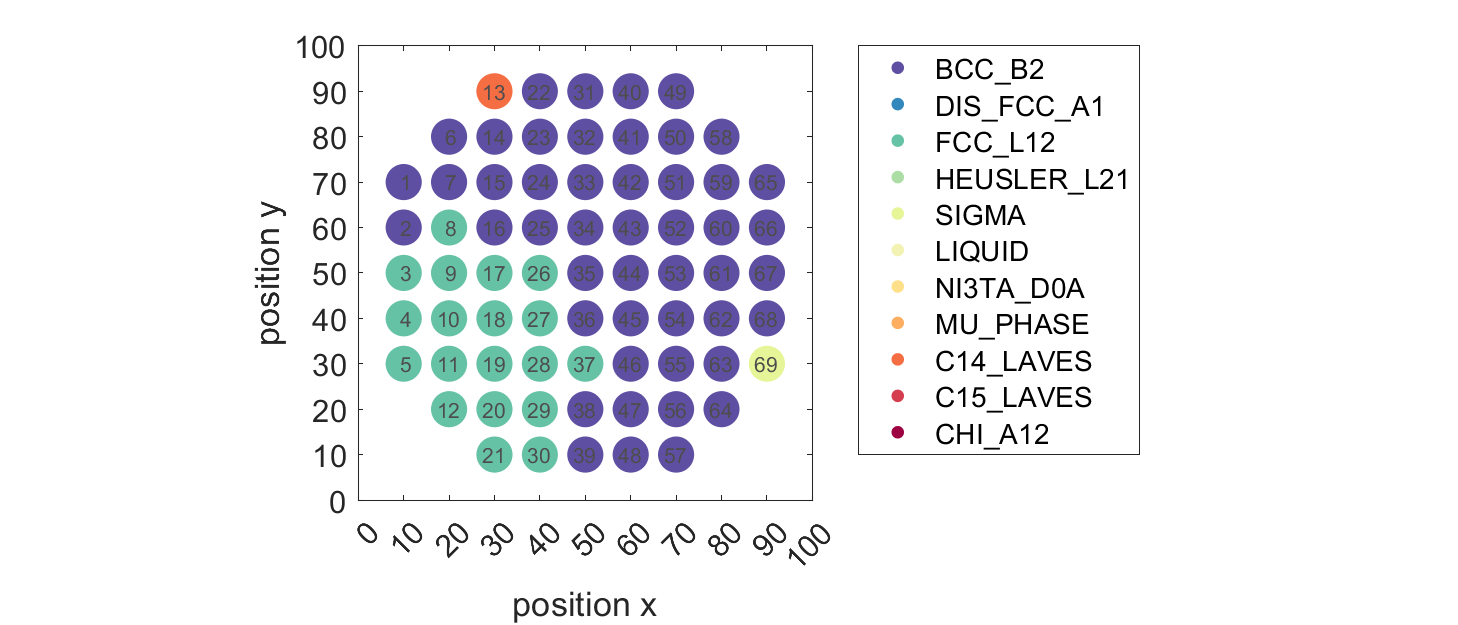 100
90 13 22 31 40 49
80 6 14 23 32 41 50 58
70 1 7 15 24 33 42 51 59 65
60 2 8 16 25 34 43 52 60 66
50 3 9 17 26 35 44 53 61 67
40 4 10 18 27 36 45 54 62 68
30 5 11 19 28 37 46 55 63 69
20 12 20 29 38 47 56 64
10 21 30 39 48 57
0
0 10 20 30 40 50 60 70 80 90 100
position x
position y
BCC_B2
DIS_FCC_A1
FCC_L12
HEUSLER_L21
SIGMA
LIQUID
NI3TA_D0A
MU_PHASE
C14_LAVES
C15_LAVES
CHI_A12